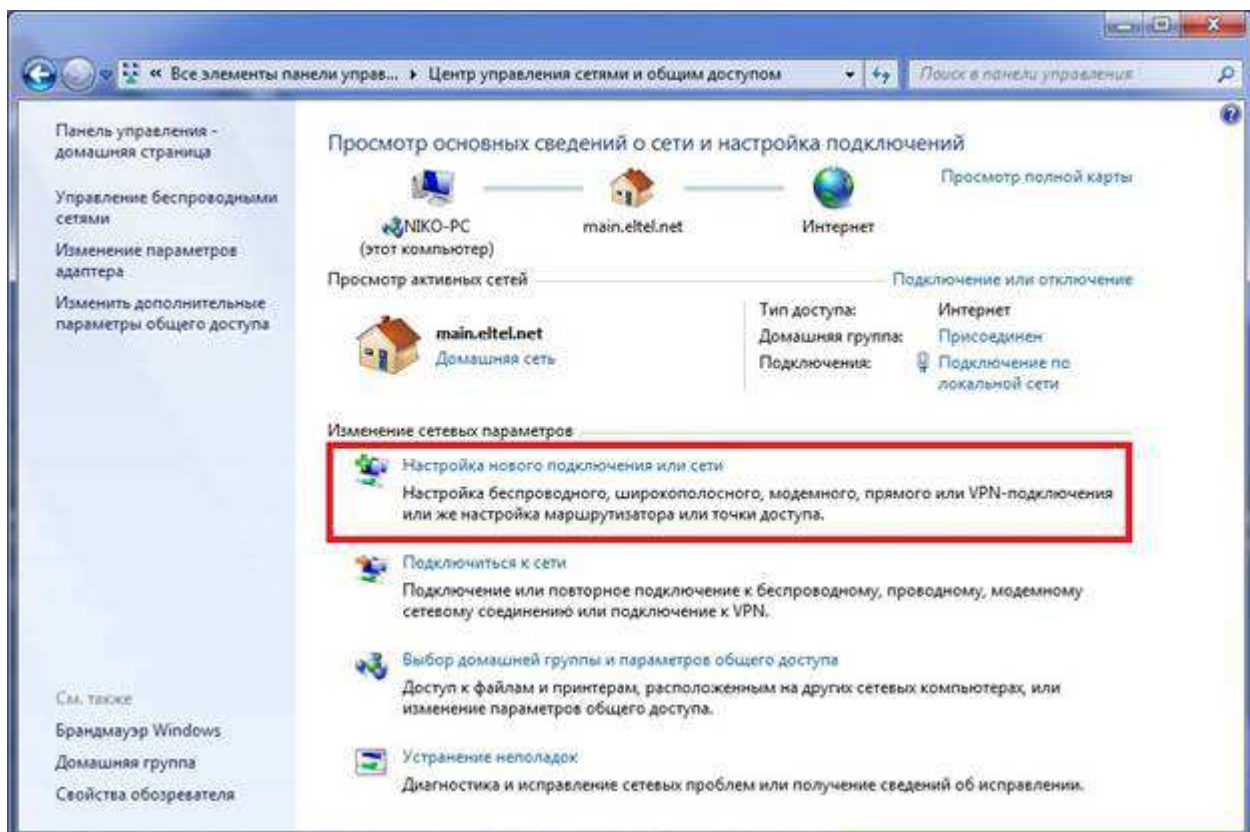 « Все элементы панели управ... ▸ Центр управления сетями и общим доступом
Поиск в панели управления
Панель управления -
домашняя страница
Управление беспроводными
сетями
Изменение параметров
адаптера
Изменить дополнительные
параметры общего доступа
См. также
Брандмауэр Windows
Домашняя группа
Свойства обозревателя
Просмотр основных сведений о сети и настройка подключений
NIKO-PC
(этот компьютер)
main.eltel.net
Интернет
Просмотр полной карты
Просмотр активных сетей
Подключение или отключение
main.eltel.net
Домашняя сеть
Тип доступа: Интернет
Домашняя группа: Присоединен
Подключения: Подключение по
локальной сети
Изменение сетевых параметров
Настройка нового подключения или сети
Настройка беспроводного, широкополосного, модемного, прямого или VPN-подключения
или же настройка маршрутизатора или точки доступа.
Подключиться к сети
Подключение или повторное подключение к беспроводному, проводному, модемному
сетевому соединению или подключение к VPN.
Выбор домашней группы и параметров общего доступа
Доступ к файлам и принтерам, расположенным на других сетевых компьютерах, или
изменение параметров общего доступа.
Устранение неполадок
Диагностика и исправление сетевых проблем или получение сведений об исправлении.